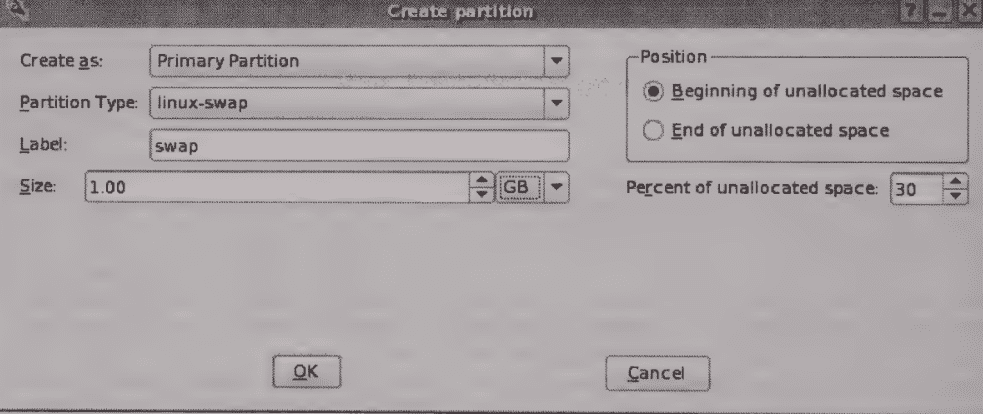 Create partition
Create as: Primary Partition
Partition Type: linux-swap
Label: swap
Size: 1.00 GB
Position
Beginning of unallocated space
End of unallocated space
Percent of unallocated space: 30
OK
Cancel